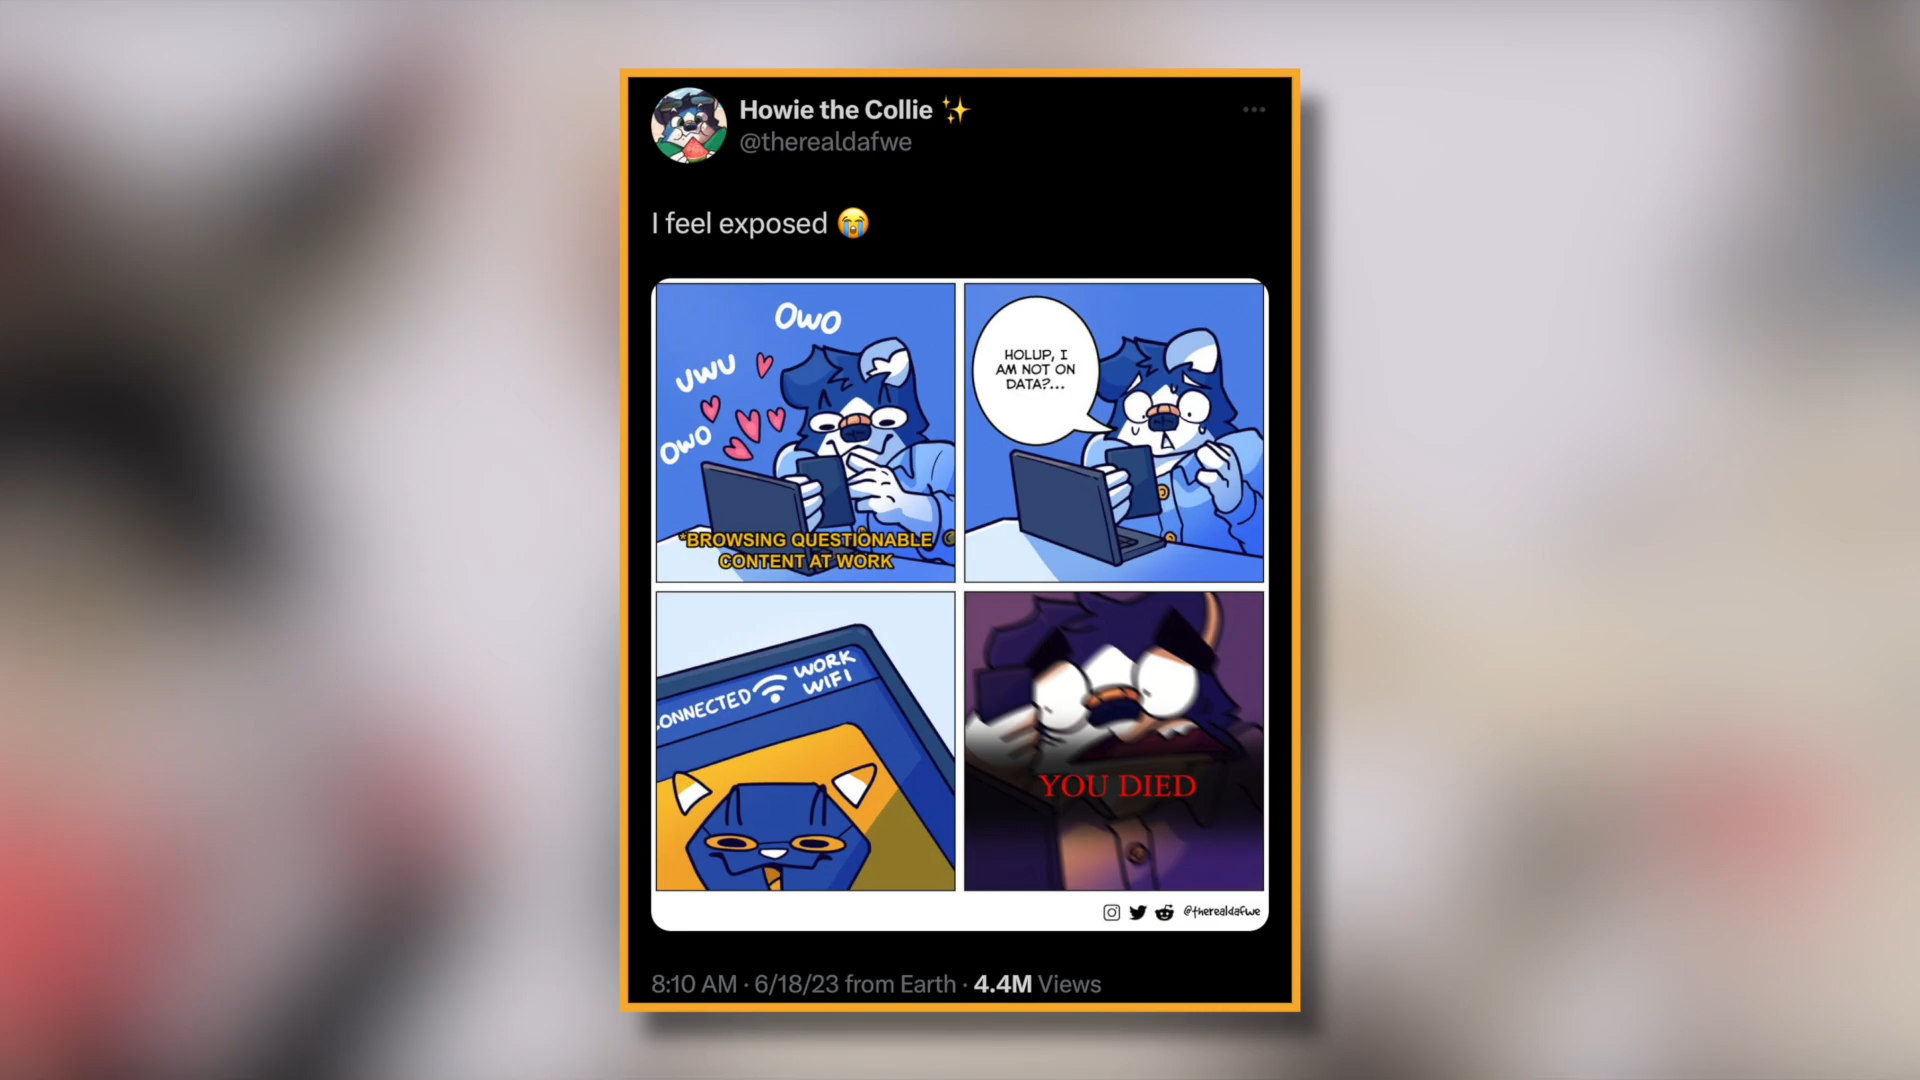 Howie the Collie ✨
@therealdafwe
I feel exposed 😭
OWO
UWU
OWO
*BROWSING QUESTIONABLE
CONTENT AT WORK
HOLUP, I
AM NOT ON
DATA?...
ONNECTED
WORK
WIFI
YOU DIED
@therealdafwe
8:10 AM · 6/18/23 from Earth · 4.4M Views